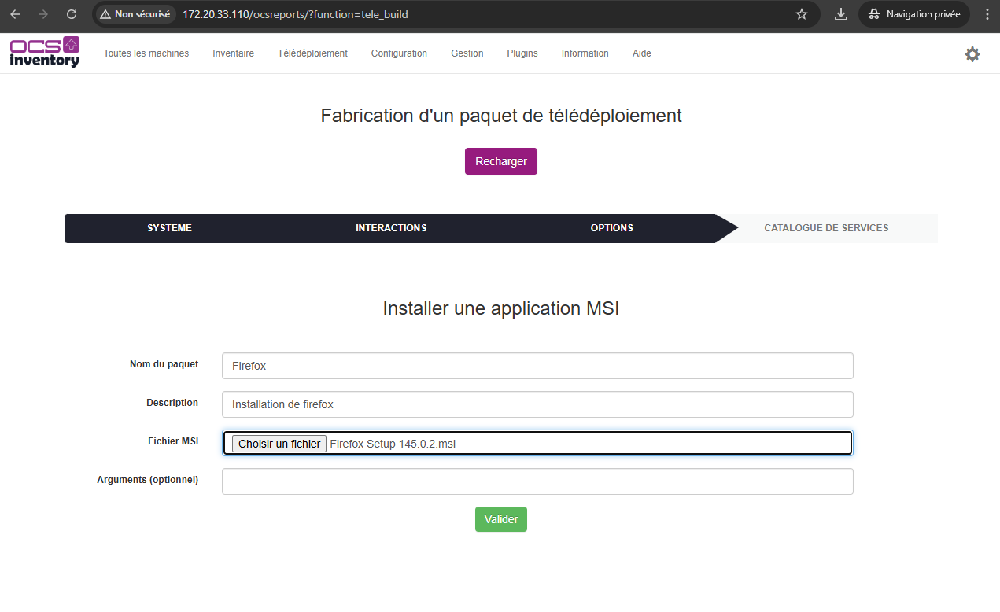 Non sécurisé 172.20.33.110/ocsreports/?function=tele_build Navigation privée
OCS
inventory
Toutes les machines Inventaire Télédéploiement Configuration Gestion Plugins Information Aide
Fabrication d'un paquet de télédéploiement
Recharger
SYSTEME INTERACTIONS OPTIONS CATALOGUE DE SERVICES
Installer une application MSI
Nom du paquet Firefox
Description Installation de firefox
Fichier MSI Choisir un fichier Firefox Setup 145.0.2.msi
Arguments (optionnel)
Valider